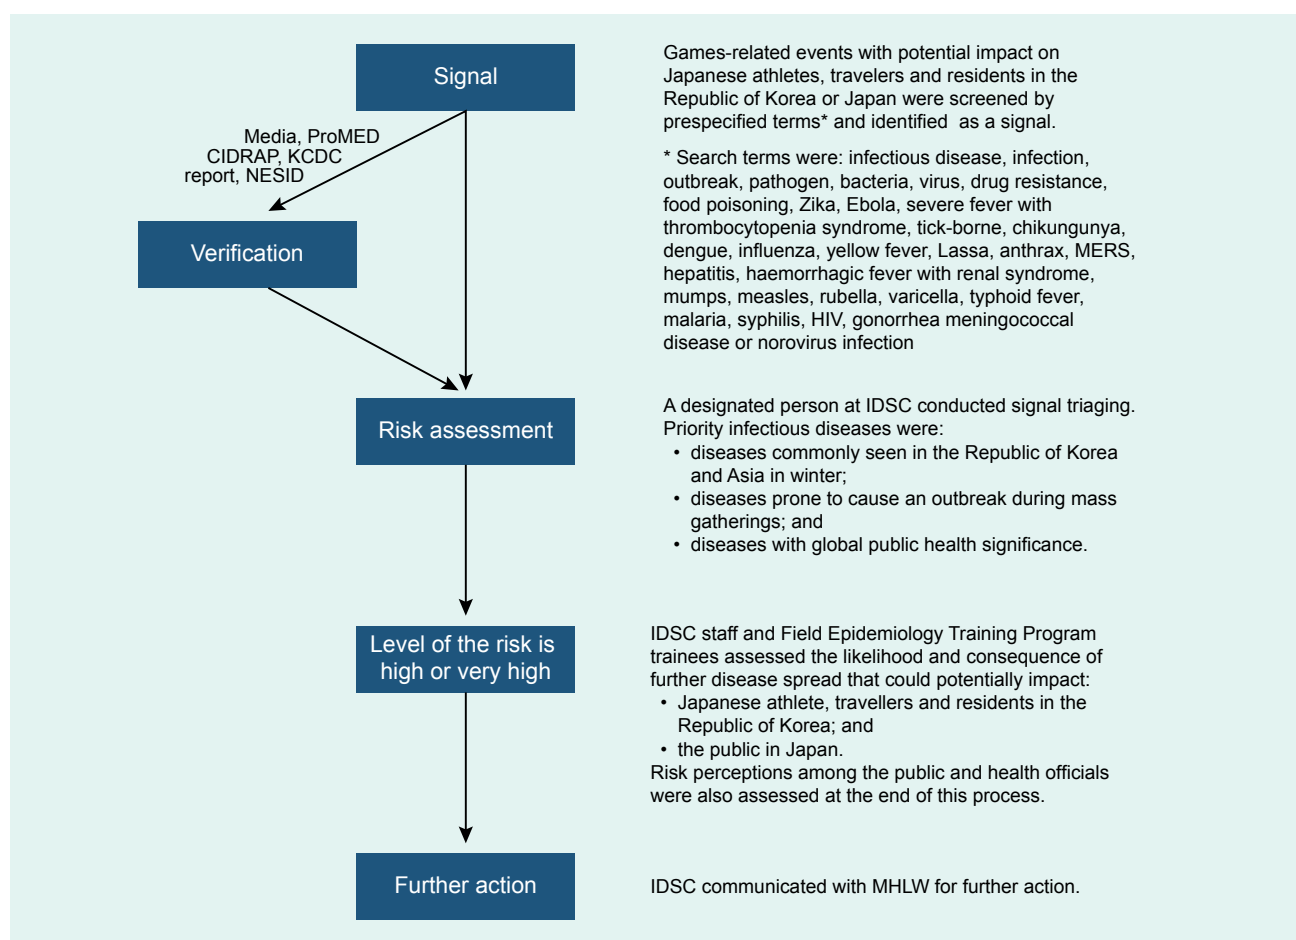 Signal
Games-related events with potential impact on
Japanese athletes, travelers and residents in the
Republic of Korea or Japan were screened by
prespecified terms* and identified  as a signal.
* Search terms were: infectious disease, infection,
outbreak, pathogen, bacteria, virus, drug resistance,
food poisoning, Zika, Ebola, severe fever with
thrombocytopenia syndrome, tick-borne, chikungunya,
dengue, influenza, yellow fever, Lassa, anthrax, MERS,
hepatitis, haemorrhagic fever with renal syndrome,
mumps, measles, rubella, varicella, typhoid fever,
malaria, syphilis, HIV, gonorrhea meningococcal
disease or norovirus infection
Media, ProMED
CIDRAP, KCDC
report, NESID
Verification
Risk assessment
A designated person at IDSC conducted signal triaging.
Priority infectious diseases were:
• diseases commonly seen in the Republic of Korea
and Asia in winter;
• diseases prone to cause an outbreak during mass
gatherings; and
• diseases with global public health significance.
Level of the risk is
high or very high
IDSC staff and Field Epidemiology Training Program
trainees assessed the likelihood and consequence of
further disease spread that could potentially impact:
• Japanese athlete, travellers and residents in the
Republic of Korea; and
• the public in Japan.
Risk perceptions among the public and health officials
were also assessed at the end of this process.
Further action
IDSC communicated with MHLW for further action.